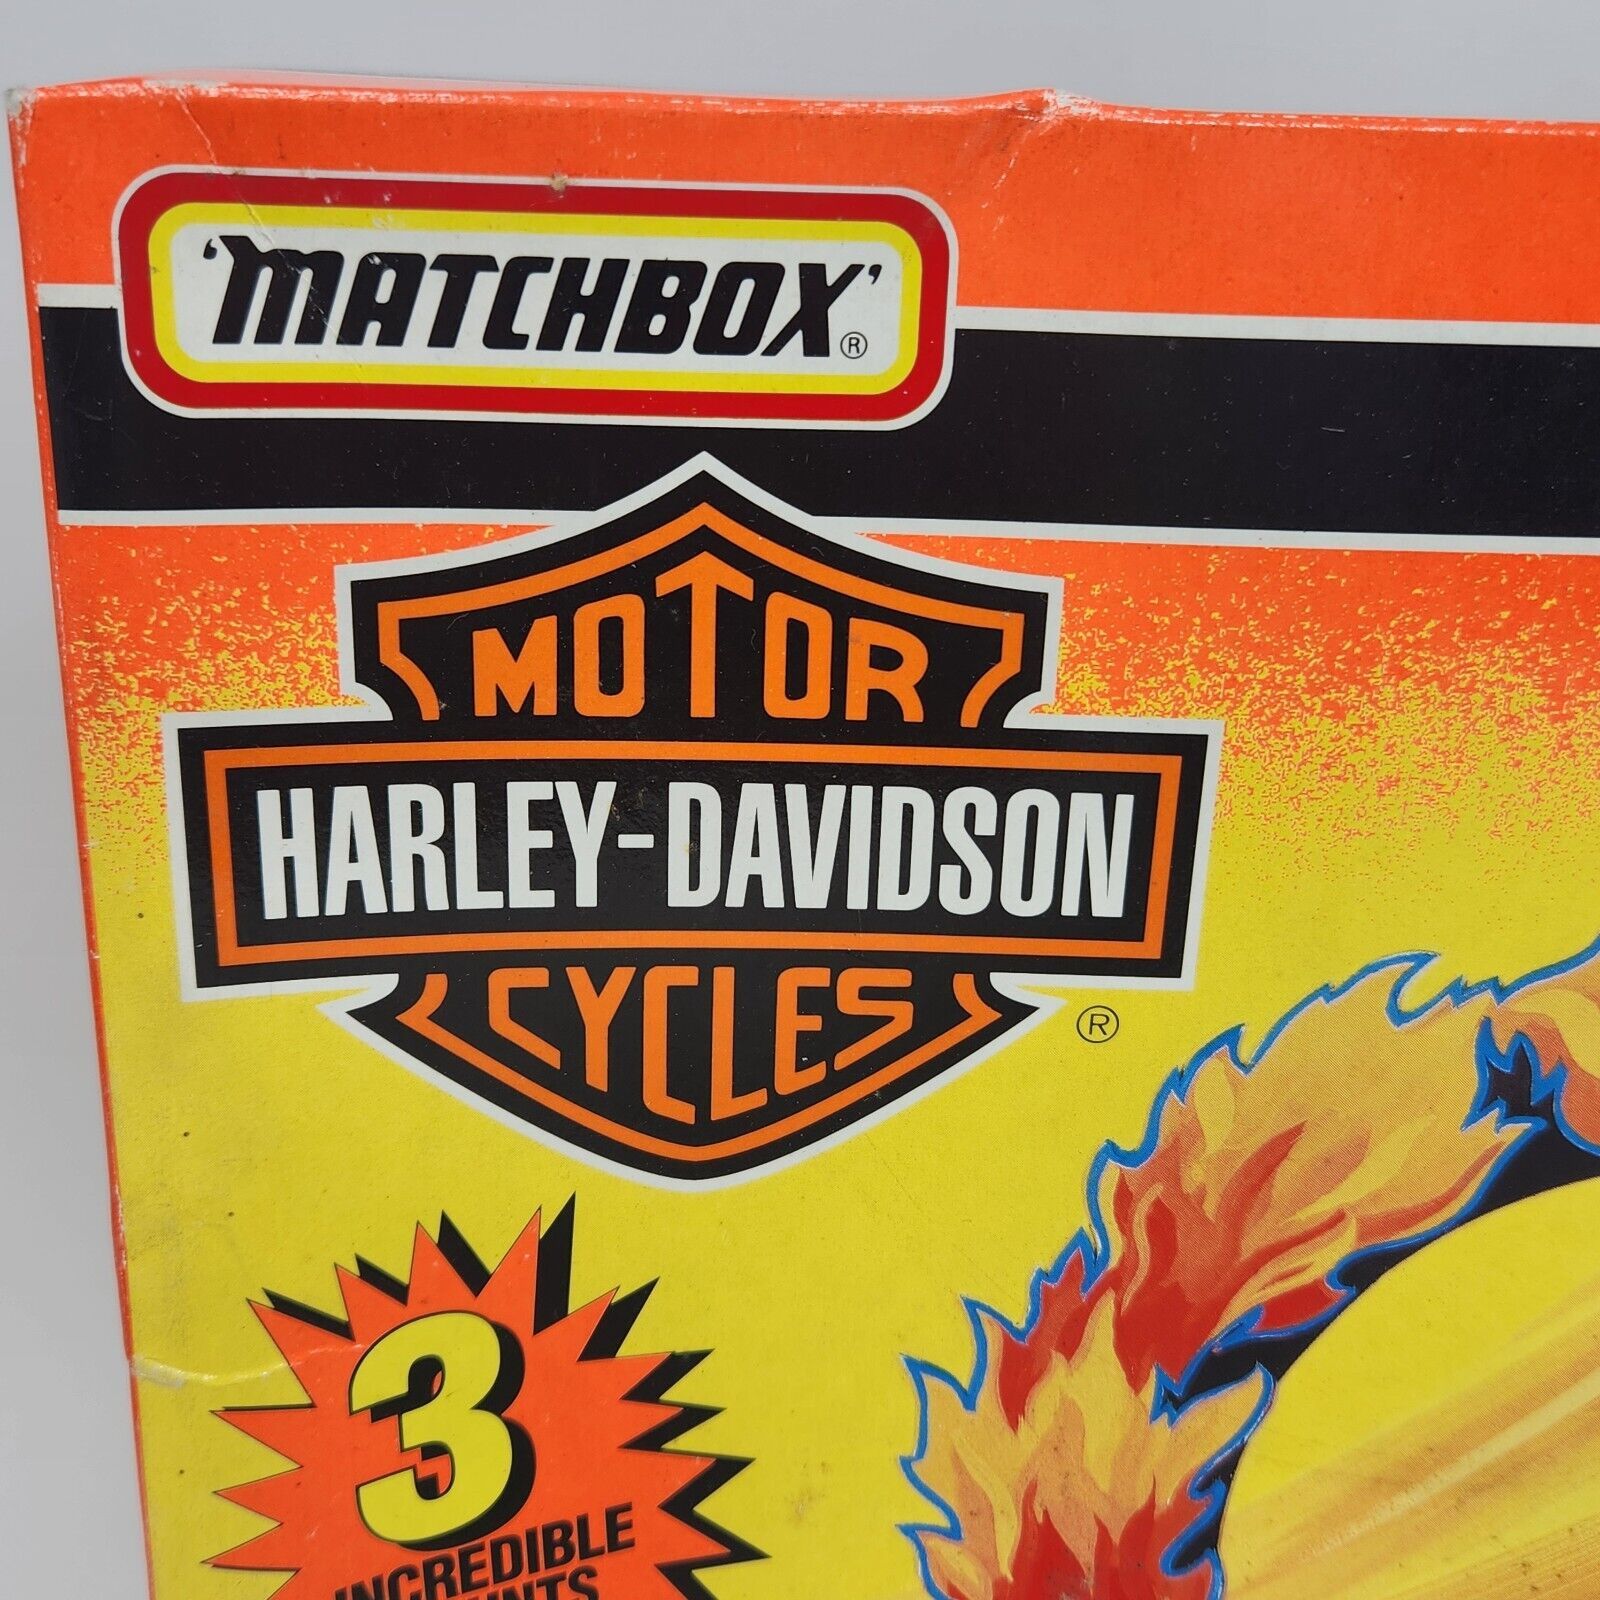 'MATCHBOX'®
MOTOR
HARLEY-DAVIDSON
CYCLES
®
3
INCREDIBLE